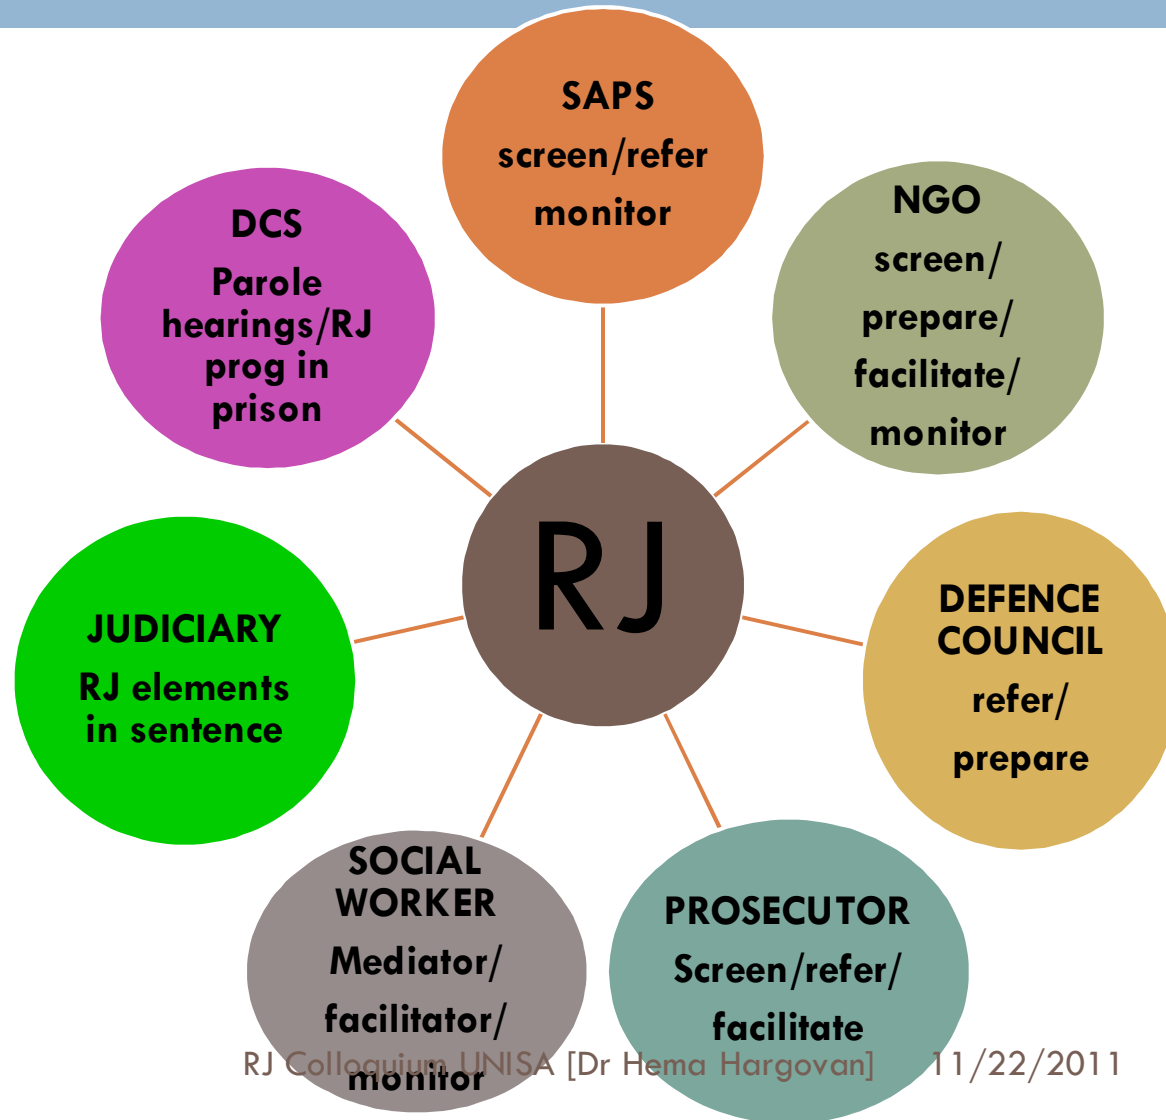 SAPS
screen/refer
monitor
NGO
screen/
prepare/
facilitate/
monitor
DEFENCE
COUNCIL
refer/
prepare
PROSECUTOR
Screen/refer/
facilitate
SOCIAL
WORKER
Mediator/
facilitator/
monitor
JUDICIARY
RJ elements
in sentence
DCS
Parole
hearings/RJ
prog in
prison
RJ
RJ Colloquium UNISA [Dr Hema Hargovan] 11/22/2011